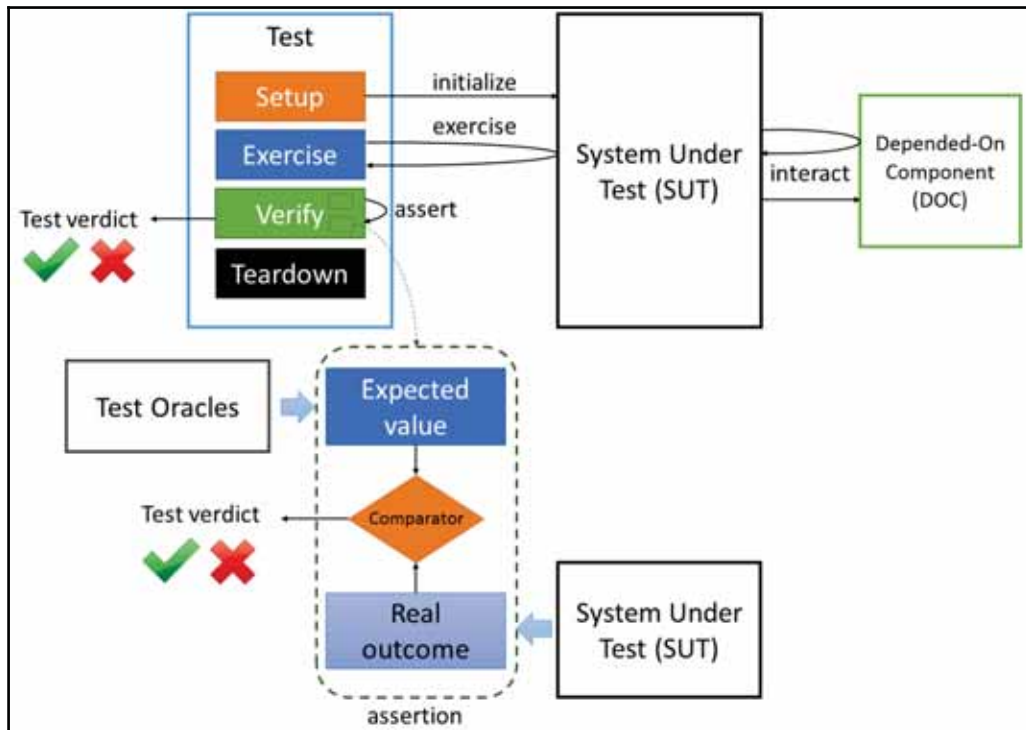 Test
Setup
initialize
Exercise
exercise
System Under
Test (SUT)
interact
Depended-On
Component
(DOC)
Verify
assert
Test verdict
Teardown
Test Oracles
Expected
value
Comparator
Test verdict
Real
outcome
System Under
Test (SUT)
assertion